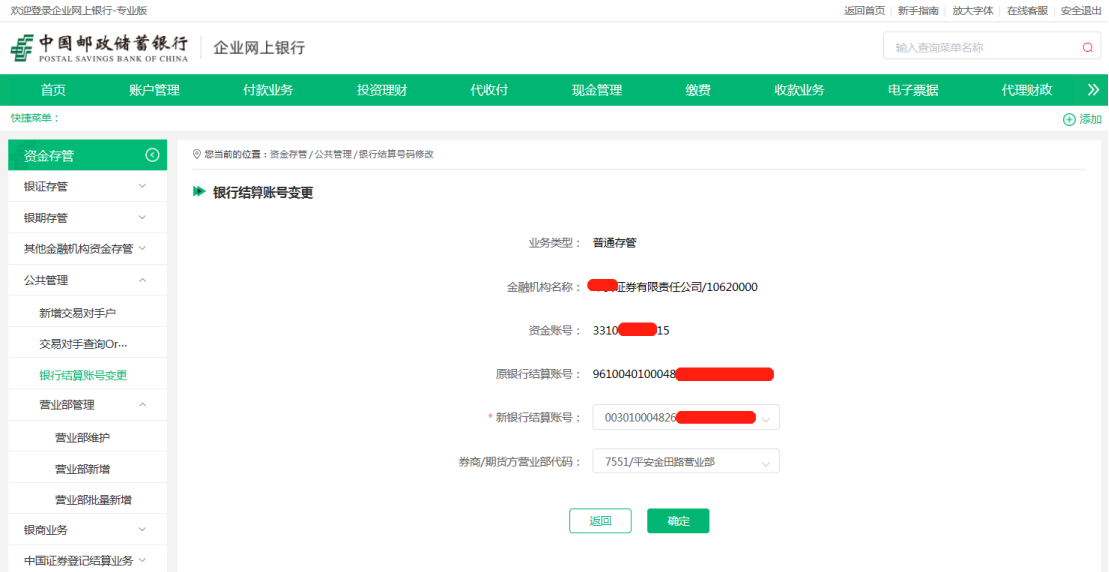 欢迎登录企业网上银行-专业版
返回首页 新手指南 放大字体 在线客服 安全退出
中国邮政储蓄银行 企业网上银行
POSTAL SAVINGS BANK OF CHINA
输入查询菜单名称
首页 账户管理 付款业务 投资理财 代收付 现金管理 缴费 收款业务 电子票据 代理财政
快捷菜单：
添加
资金存管
您当前的位置：资金存管/公共管理/银行结算号码修改
银证存管
银行结算账号变更
银期存管
业务类型： 普通存管
其他金融机构资金存管
公共管理
金融机构名称： 证券有限责任公司/10620000
新增交易对手户
资金账号： 3310 15
交易对手查询Or···
银行结算账号变更
原银行结算账号： 9610040100048
营业部管理
* 新银行结算账号： 003010004826
营业部维护
券商/期货方营业部代码： 7551/平安金田路营业部
营业部新增
营业部批量新增
返回 确定
银商业务
中国证券登记结算业务